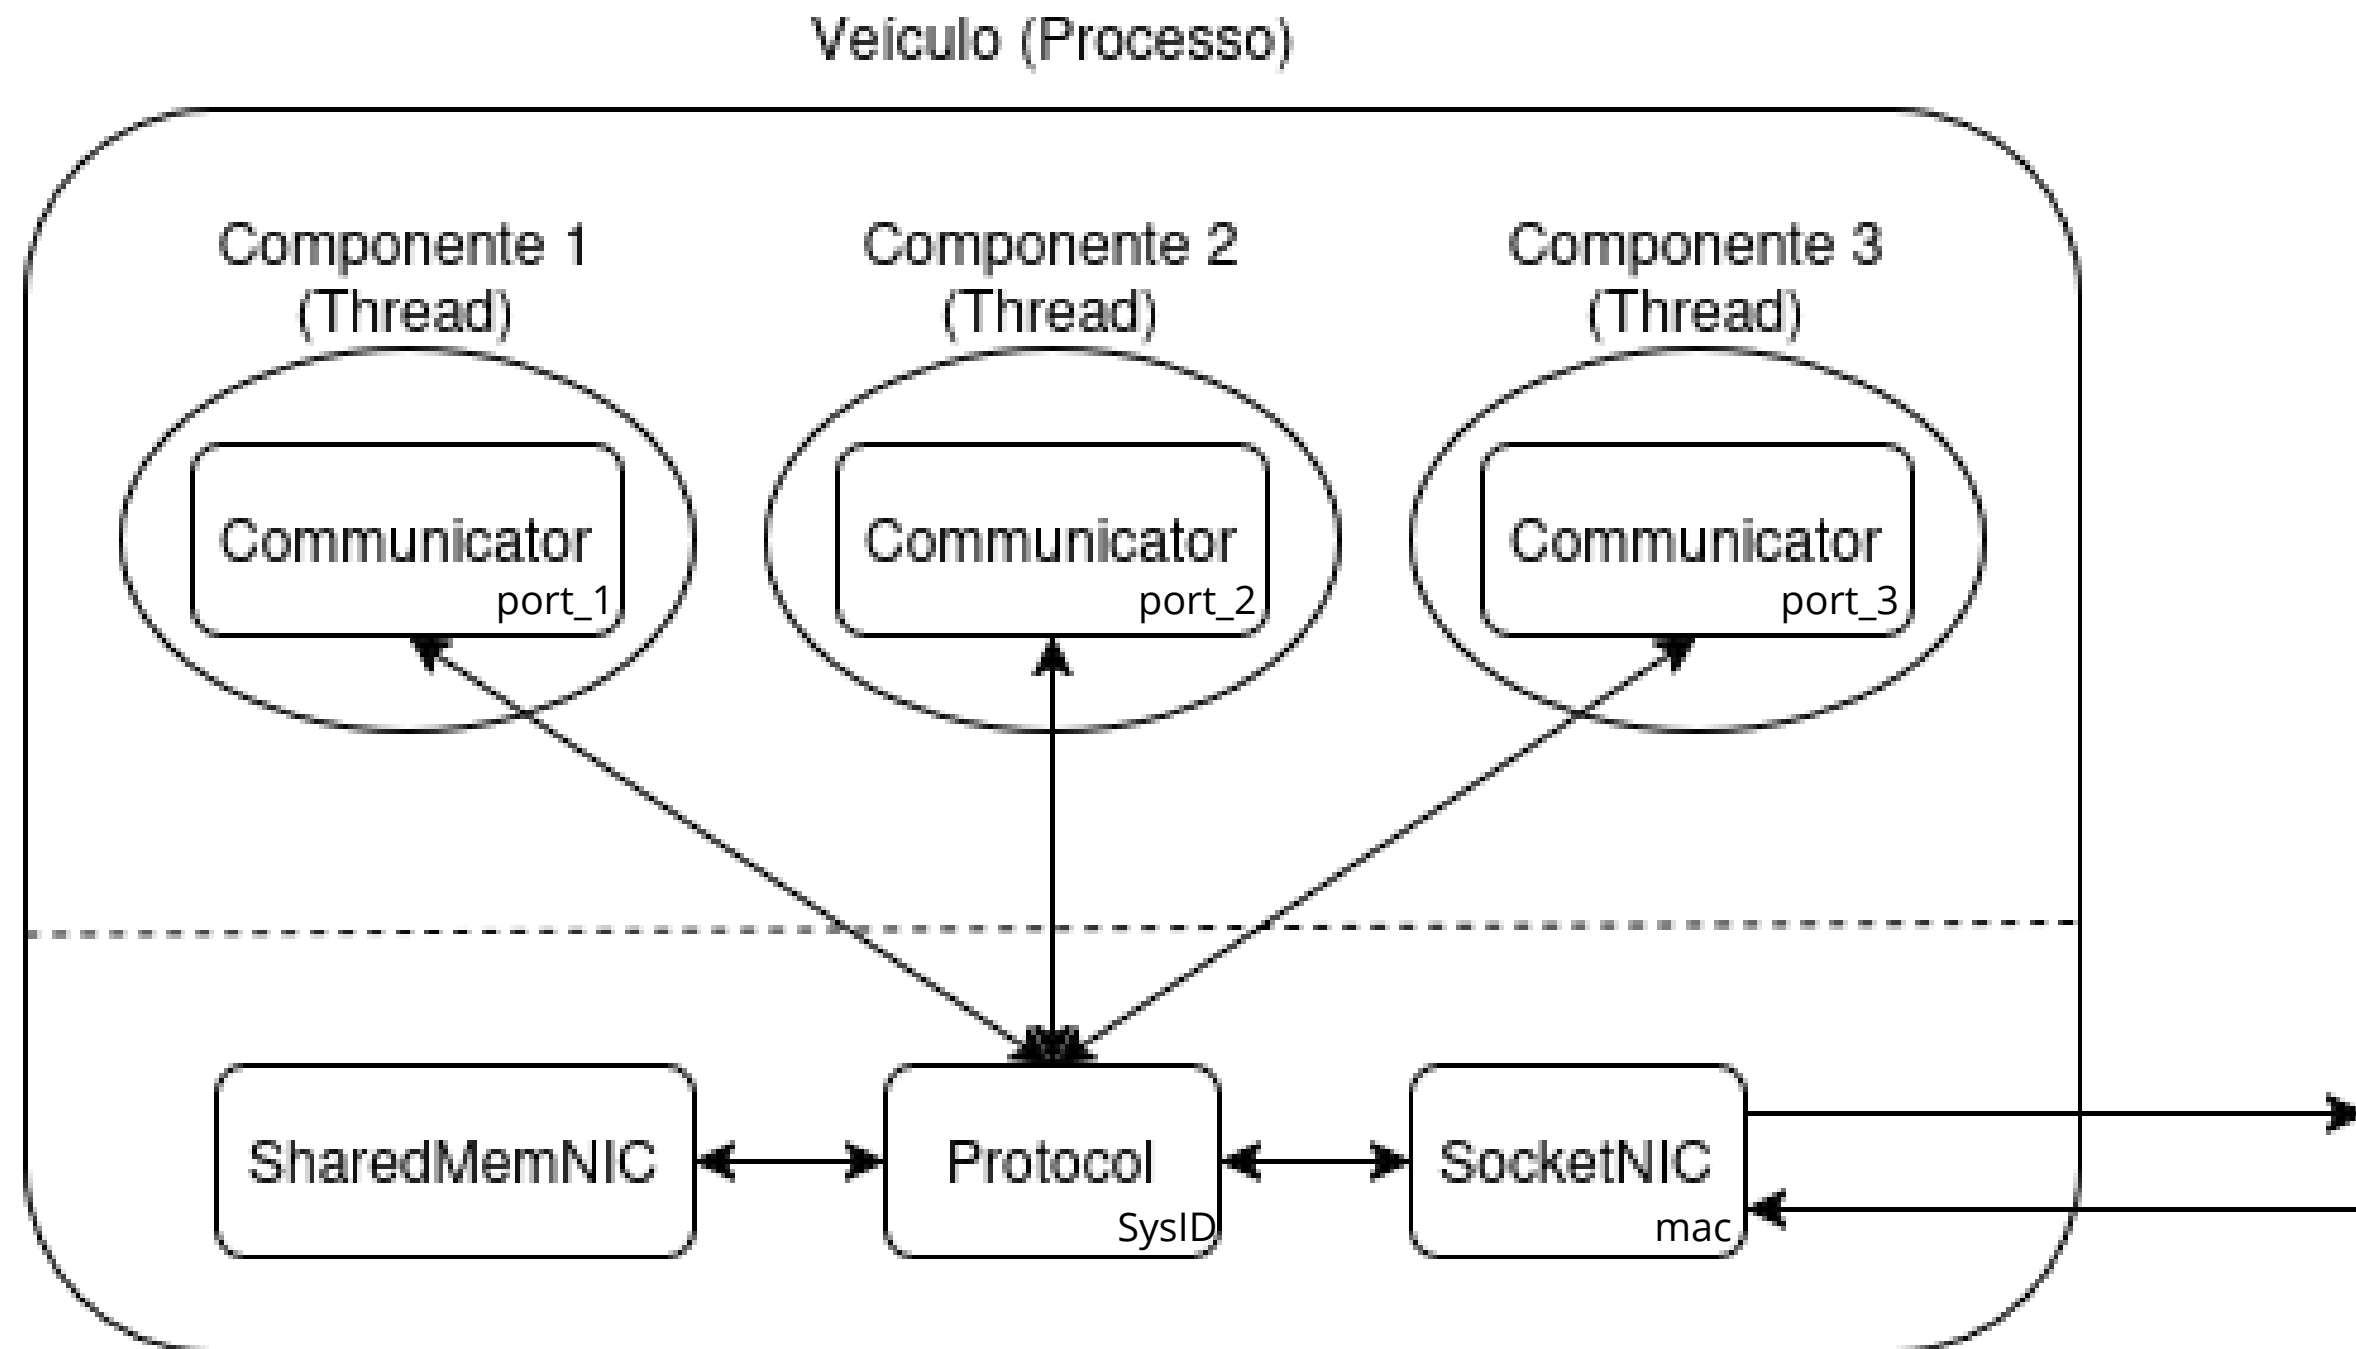 Veículo (Processo)
Componente 1
(Thread)
Componente 2
(Thread)
Componente 3
(Thread)
Communicator
port_1
Communicator
port_2
Communicator
port_3
SharedMemNIC
Protocol
SysID
SocketNIC
mac